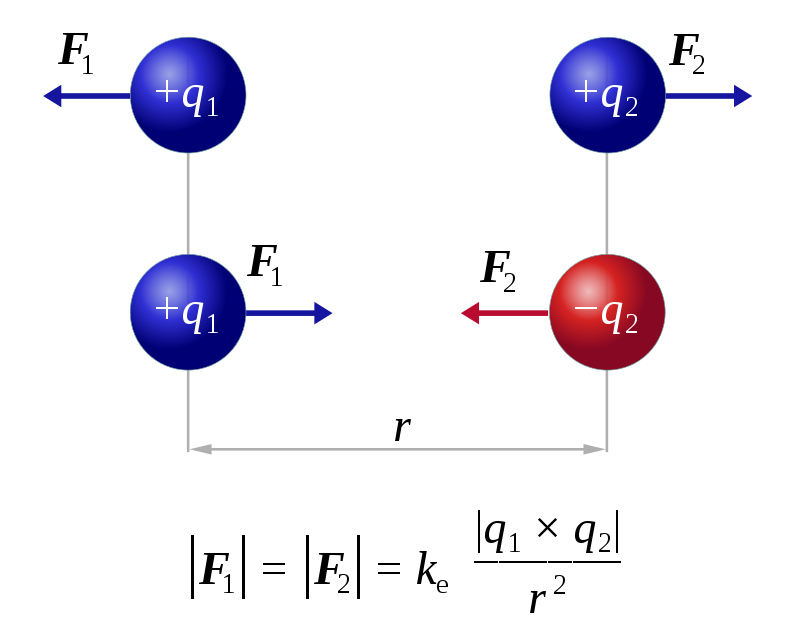 F1 F2
+q1 +q2
F1 F2
+q1 −q2
r
|F1| = |F2| = ke |q1 × q2| / r2